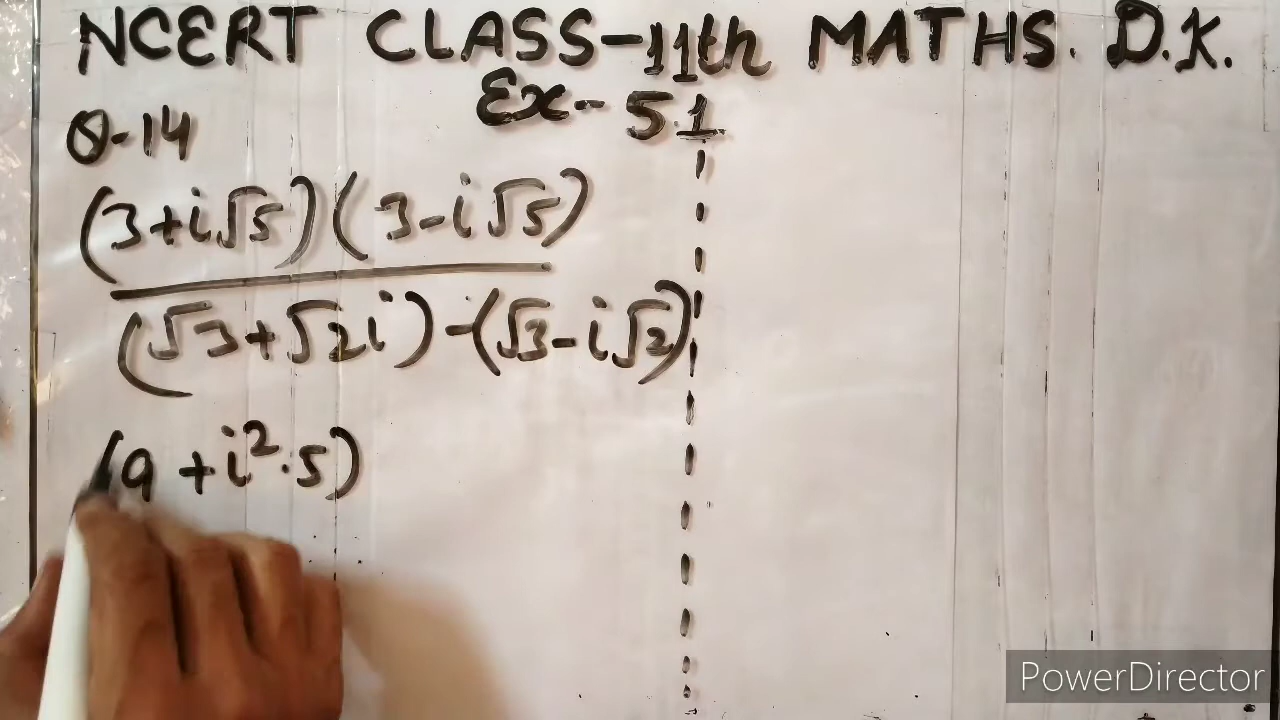 NCERT CLASS-11th MATHS. D.K.
Ex-5.1
Q-14
(3+i√5)(3-i√5)
(√3+√2i)-(√3-i√2)
(9+i².5)
PowerDirector